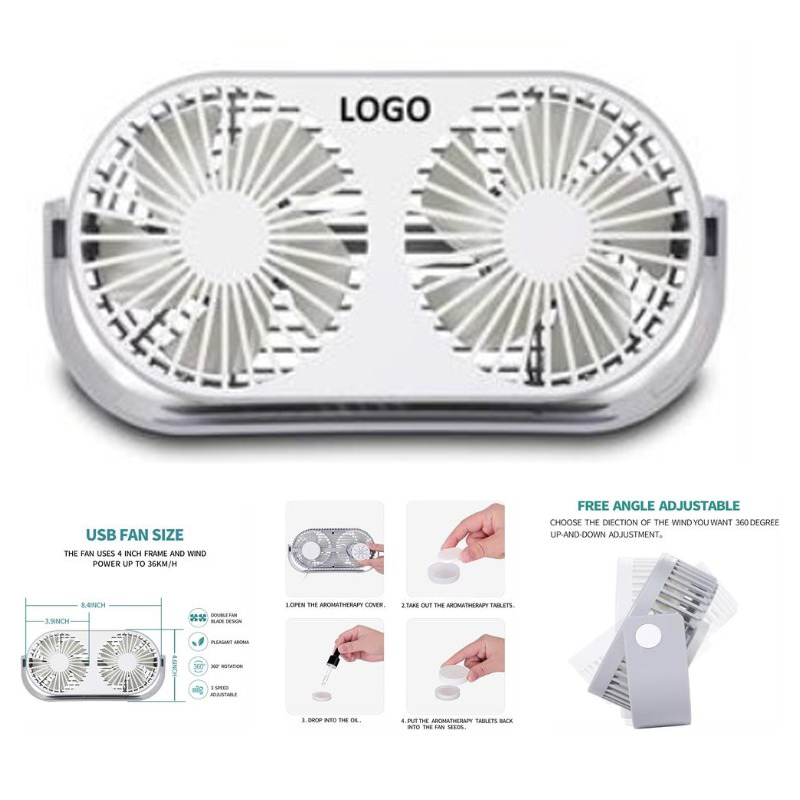 LOGO
USB FAN SIZE
THE FAN USES 4 INCH FRAME AND WIND
POWER UP TO 36KM/H
8.4INCH
3.9INCH
4.6INCH
DOUBLE FAN
BLADE DESIGN
PLEASANT AROMA
360°
360° ROTATION
3 SPEED
ADJUSTABLE
1.OPEN THE AROMATHERAPY COVER.
2.TAKE OUT THE AROMATHERAPY TABLETS.
3. DROP INTO THE OIL.
4. PUT THE AROMATHERAPY TABLETS BACK
INTO THE FAN SEEDS.
FREE ANGLE ADJUSTABLE
CHOOSE THE DIECTION OF THE WIND YOU WANT 360 DEGREE
UP-AND-DOWN ADJUSTMENT。